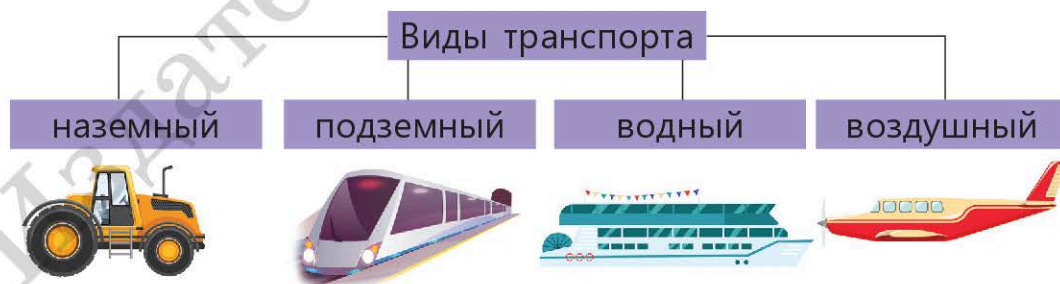 Виды транспорта
наземный
подземный
водный
воздушный